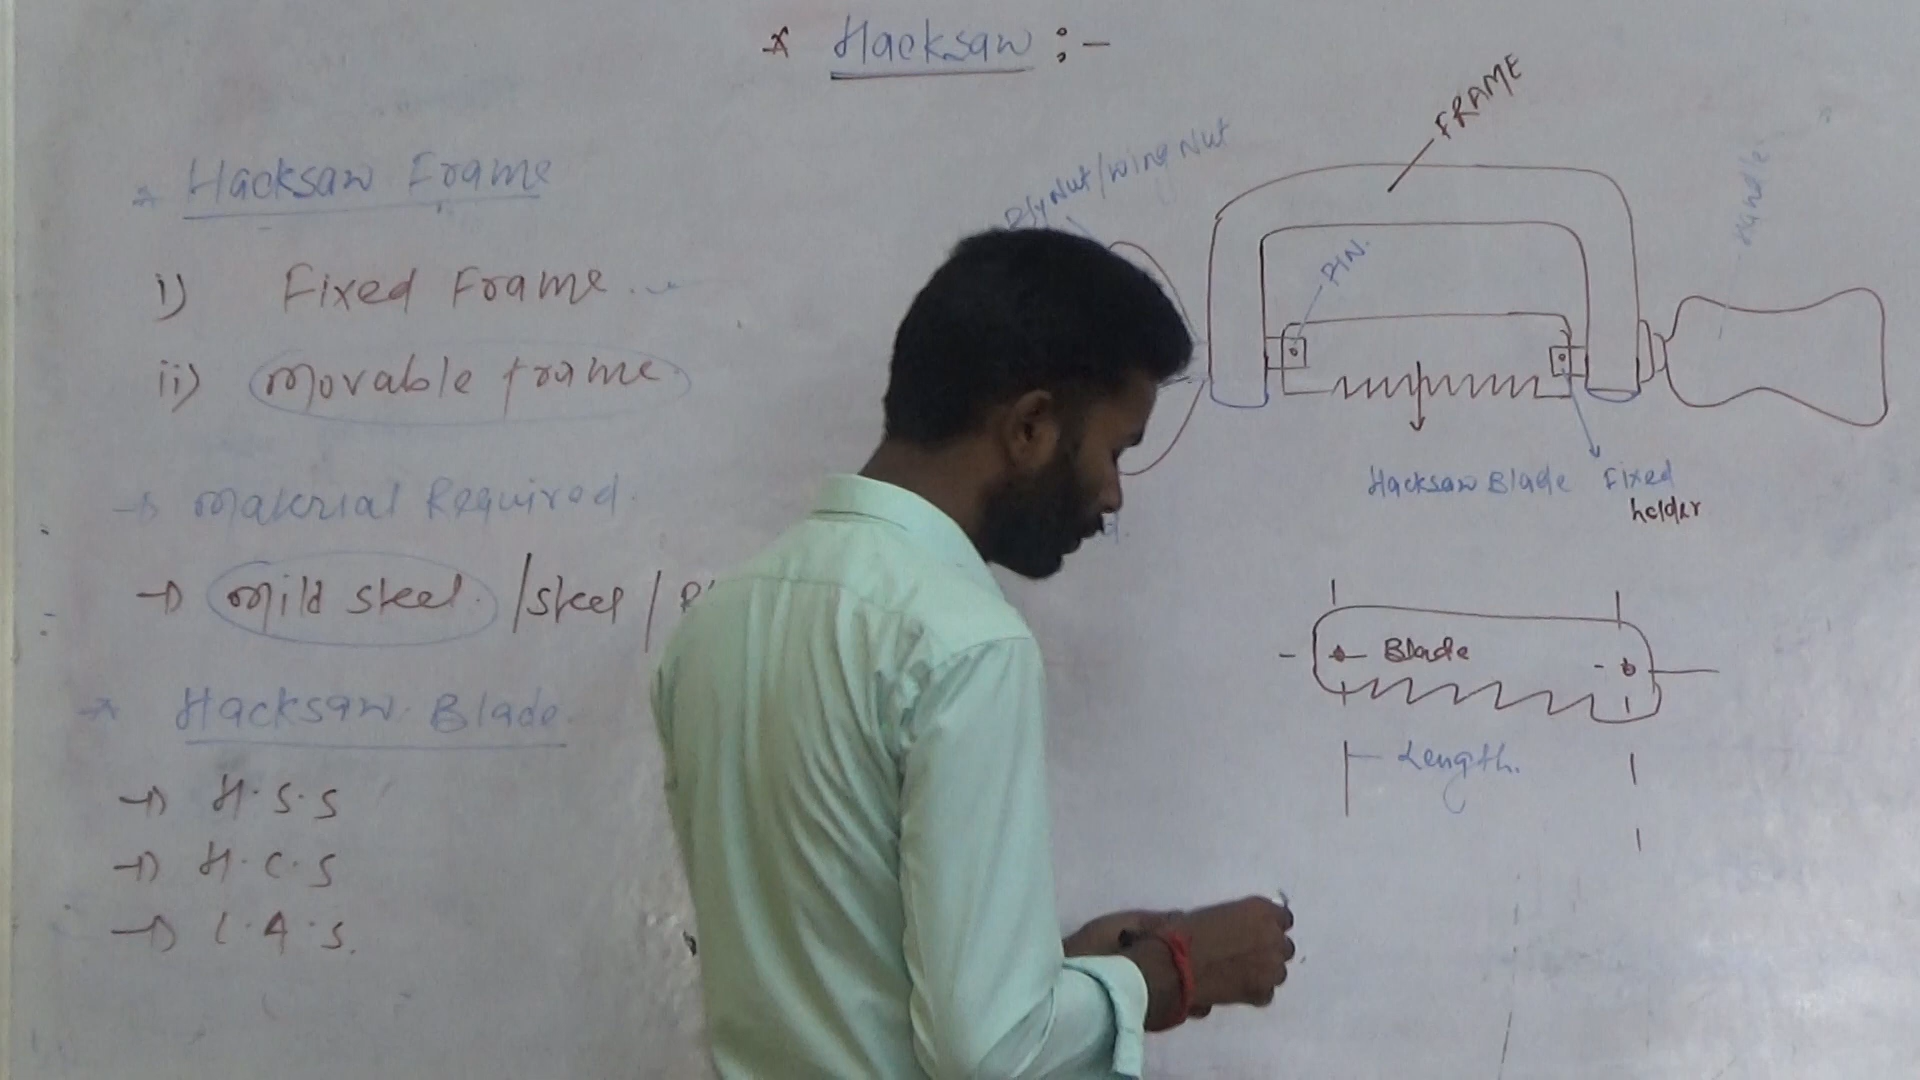 * Hacksaw :-
* Hacksaw Frame
i) Fixed Frame.
ii) Movable frame.
→ Material Required.
→ Mild steel. / Steel /
* Hacksaw Blade.
→ H.S.S
→ H.C.S
→ L.A.S.
Fly Nut / Wing Nut
FRAME
PIN.
Handle.
Hacksaw Blade
Fixed
holder
Blade
Length.